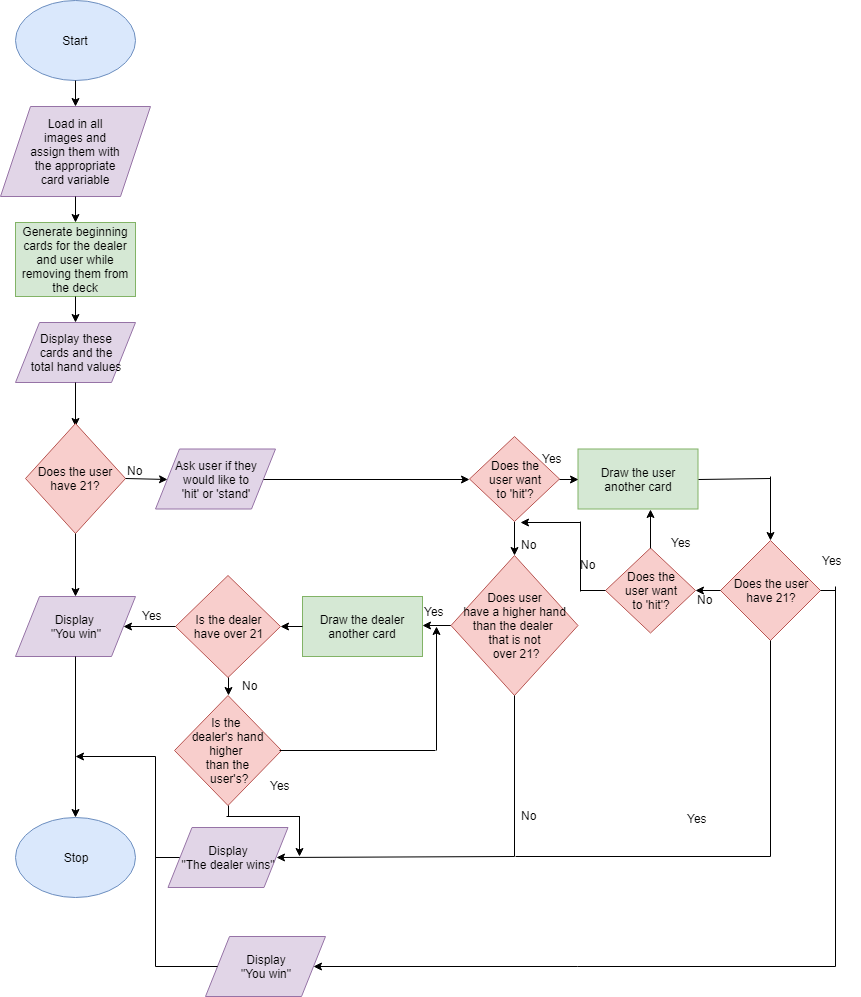 Start
Load in all
images and
assign them with
the appropriate
card variable
Generate beginning
cards for the dealer
and user while
removing them from
the deck
Display these
cards and the
total hand values
Does the user
have 21?
No
Ask user if they
would like to
'hit' or 'stand'
Does the
user want
to 'hit'?
Yes
Draw the user
another card
No
Yes
Does the
user want
to 'hit'?
No
No
Does the user
have 21?
Yes
Does user
have a higher hand
than the dealer
that is not
over 21?
Yes
Draw the dealer
another card
Is the dealer
have over 21
Yes
Display
"You win"
No
Is the
dealer's hand
higher
than the
user's?
Yes
No
Yes
Display
"The dealer wins"
Stop
Display
"You win"